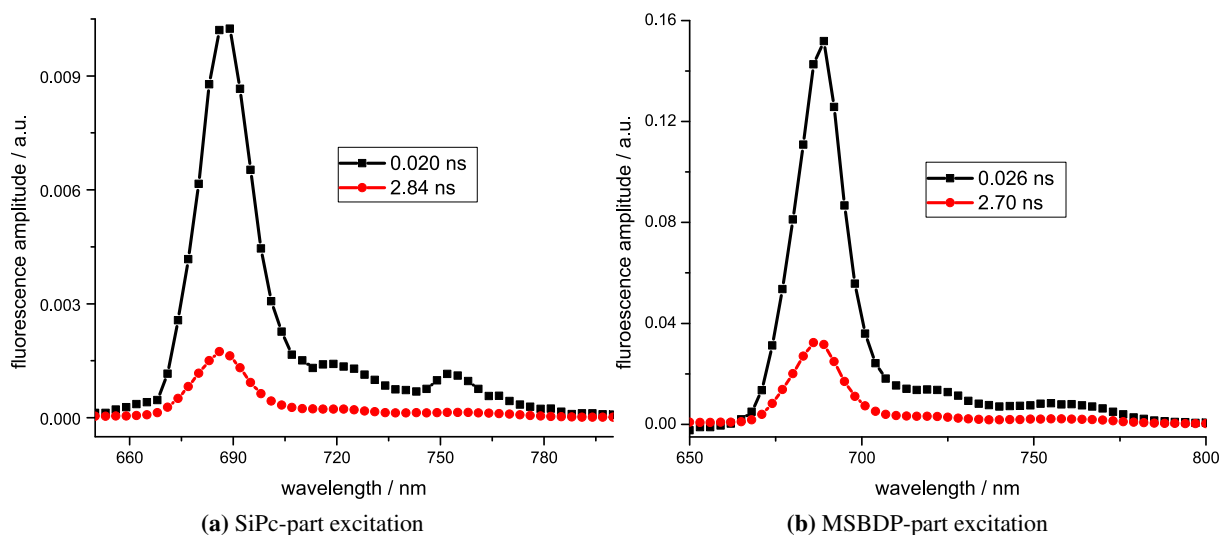 fluorescence amplitude / a.u.
0.009
0.006
0.003
0.000
0.020 ns
2.84 ns
660
690
720
750
780
wavelength / nm
(a) SiPc-part excitation
fluroescence amplitude / a.u.
0.16
0.12
0.08
0.04
0.00
0.026 ns
2.70 ns
650
700
750
800
wavelength / nm
(b) MSBDP-part excitation